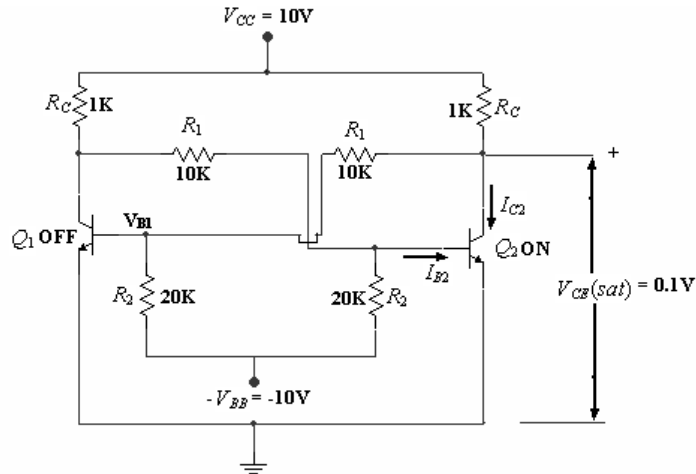 V_CC = 10V
R_C 1K
1K R_C
R_1
R_1
10K
10K
+
I_C2
V_B1
Q_1 OFF
Q_2 ON
I_B2
R_2 20K
20K R_2
V_CE(sat) = 0.1V
- V_BB = -10V